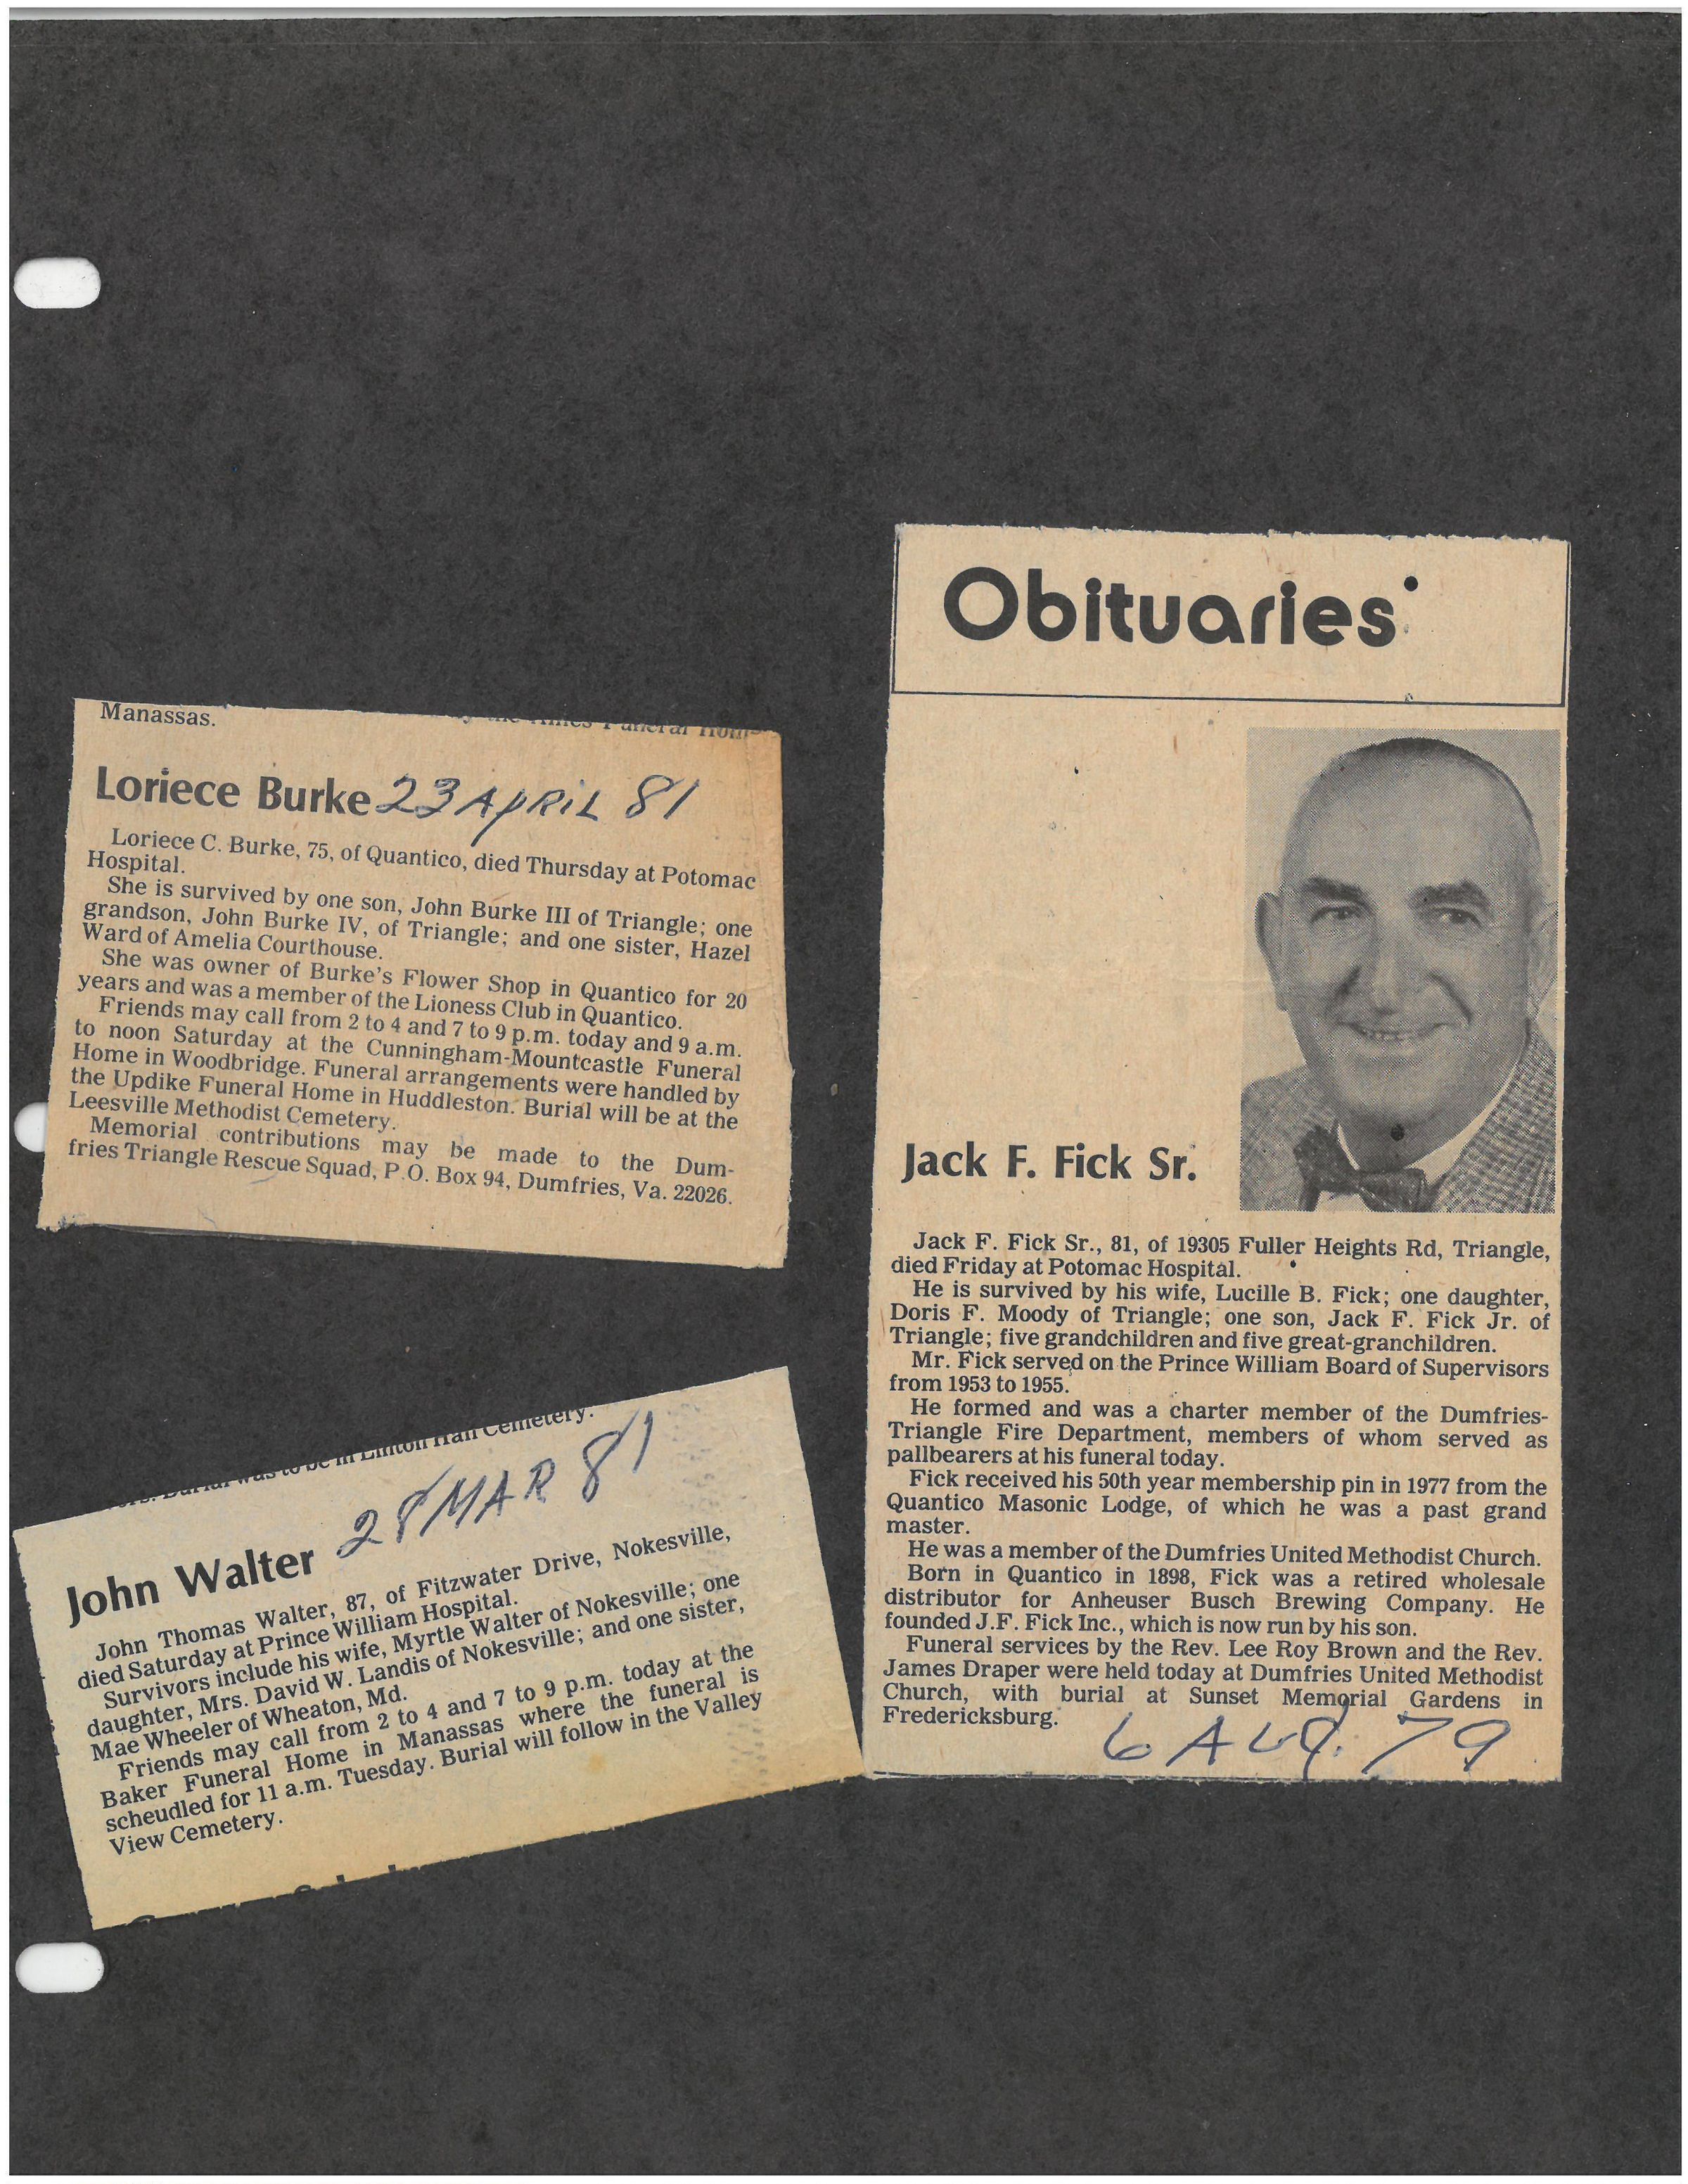 Manassas.
Funeral Home
Loriece Burke 23 APRIL 81
Loriece C. Burke, 75, of Quantico, died Thursday at Potomac
Hospital.
She is survived by one son, John Burke III of Triangle; one
grandson, John Burke IV, of Triangle; and one sister, Hazel
Ward of Amelia Courthouse.
She was owner of Burke's Flower Shop in Quantico for 20
years and was a member of the Lioness Club in Quantico.
Friends may call from 2 to 4 and 7 to 9 p.m. today and 9 a.m.
to noon Saturday at the Cunningham-Mountcastle Funeral
Home in Woodbridge. Funeral arrangements were handled by
the Updike Funeral Home in Huddleston. Burial will be at the
Leesville Methodist Cemetery.
Memorial contributions may be made to the Dum-
fries Triangle Rescue Squad, P.O. Box 94, Dumfries, Va. 22026.
Burial was to be in Linton Hall Cemetery.
28 MAR 81
John Walter
John Thomas Walter, 87, of Fitzwater Drive, Nokesville,
died Saturday at Prince William Hospital.
Survivors include his wife, Myrtle Walter of Nokesville; one
daughter, Mrs. David W. Landis of Nokesville; and one sister,
Mae Wheeler of Wheaton, Md.
Friends may call from 2 to 4 and 7 to 9 p.m. today at the
Baker Funeral Home in Manassas where the funeral is
scheudled for 11 a.m. Tuesday. Burial will follow in the Valley
View Cemetery.
Obituaries
Jack F. Fick Sr.
Jack F. Fick Sr., 81, of 19305 Fuller Heights Rd, Triangle,
died Friday at Potomac Hospital.
He is survived by his wife, Lucille B. Fick; one daughter,
Doris F. Moody of Triangle; one son, Jack F. Fick Jr. of
Triangle; five grandchildren and five great-granchildren.
Mr. Fick served on the Prince William Board of Supervisors
from 1953 to 1955.
He formed and was a charter member of the Dumfries-
Triangle Fire Department, members of whom served as
pallbearers at his funeral today.
Fick received his 50th year membership pin in 1977 from the
Quantico Masonic Lodge, of which he was a past grand
master.
He was a member of the Dumfries United Methodist Church.
Born in Quantico in 1898, Fick was a retired wholesale
distributor for Anheuser Busch Brewing Company. He
founded J.F. Fick Inc., which is now run by his son.
Funeral services by the Rev. Lee Roy Brown and the Rev.
James Draper were held today at Dumfries United Methodist
Church, with burial at Sunset Memorial Gardens in
Fredericksburg.
6 AUG. 79